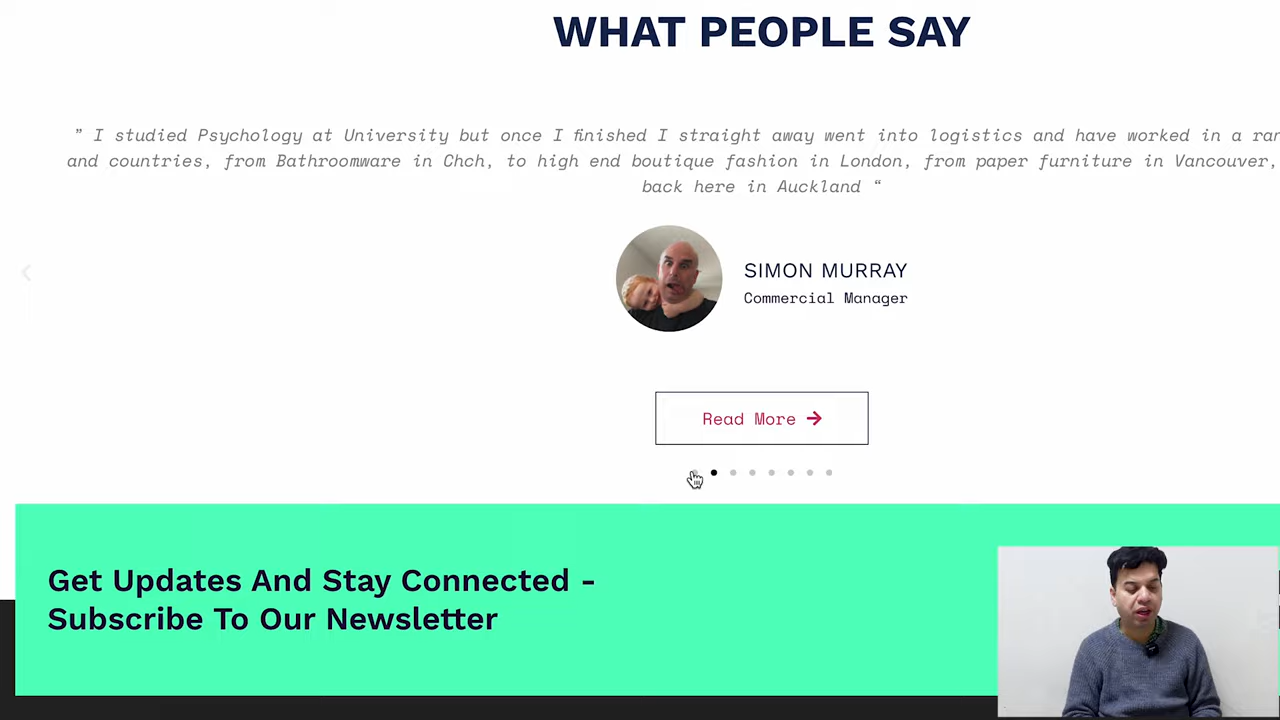 WHAT PEOPLE SAY
” I studied Psychology at University but once I finished I straight away went into logistics and have worked in a
and countries, from Bathroomware in Chch, to high end boutique fashion in London, from paper furniture in Vancouver,
back here in Auckland “
SIMON MURRAY
Commercial Manager
Read More
Get Updates And Stay Connected -
Subscribe To Our Newsletter